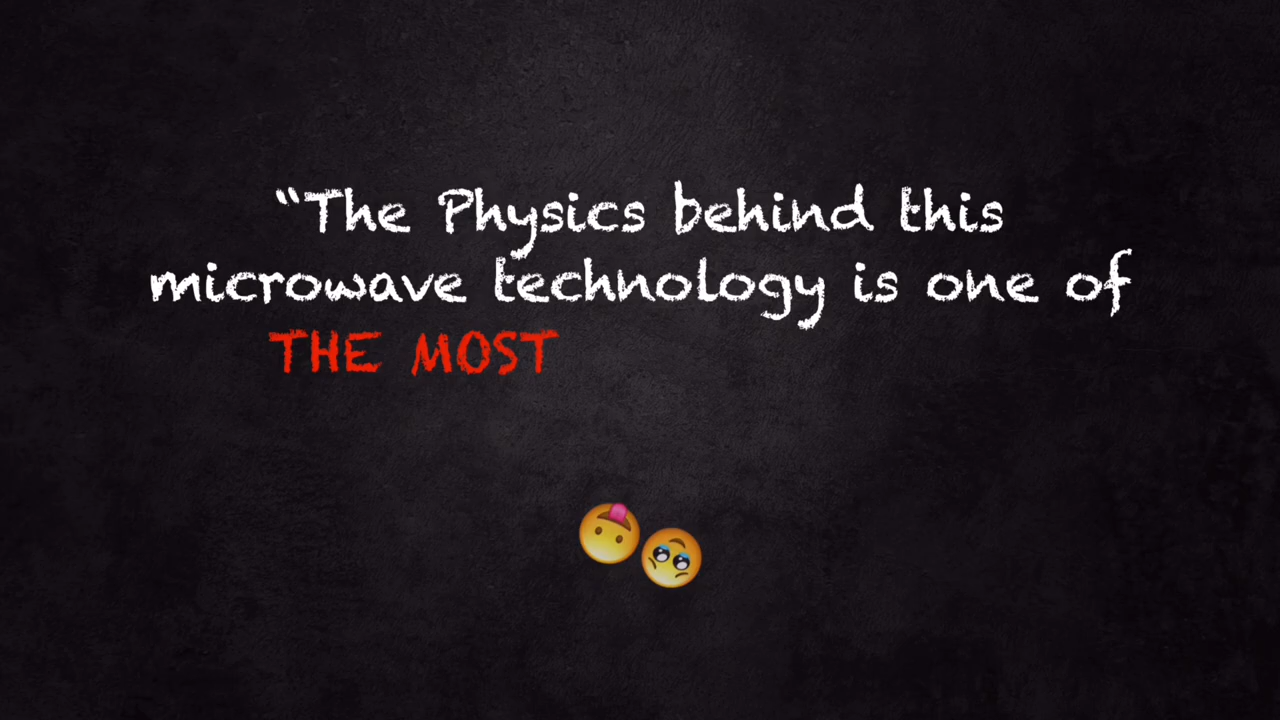 “The Physics behind this
microwave technology is one of
THE MOST